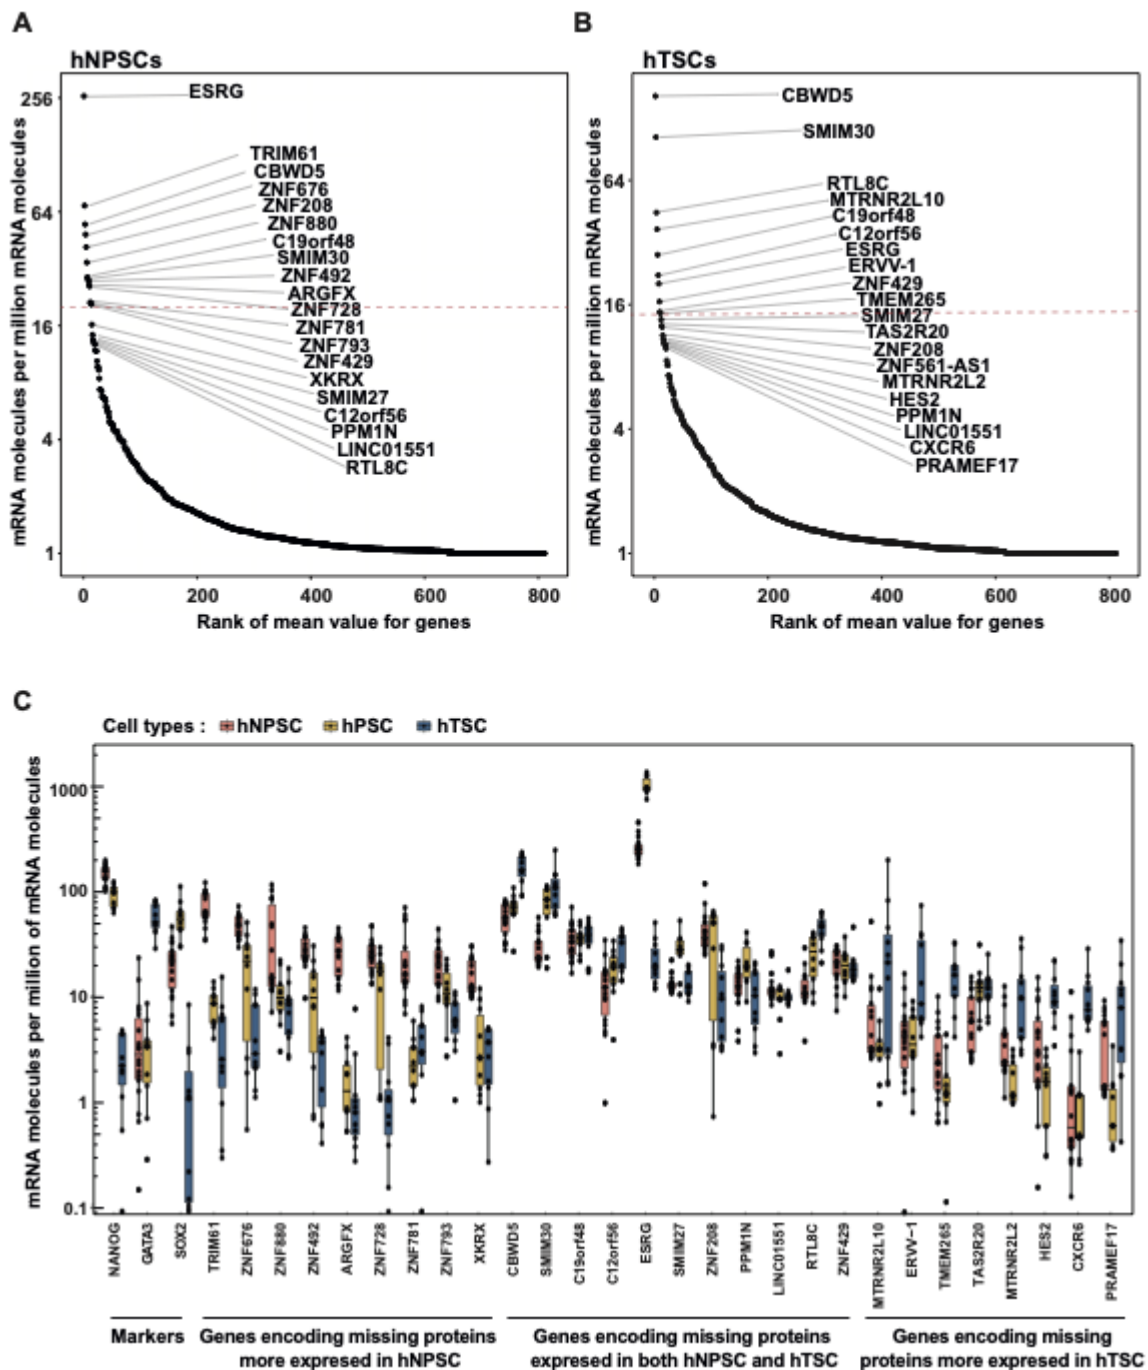 A
hNPSCs
mRNA molecules per million mRNA molecules
256
64
16
4
1
ESRG
TRIM61
CBWD5
ZNF676
ZNF208
ZNF880
C19orf48
SMIM30
ZNF492
ARGFX
ZNF728
ZNF781
ZNF793
ZNF429
XKRX
SMIM27
C12orf56
PPM1N
LINC01551
RTL8C
0 200 400 600 800
Rank of mean value for genes
B
hTSCs
mRNA molecules per million mRNA molecules
64
16
4
1
CBWD5
SMIM30
RTL8C
MTRNR2L10
C19orf48
C12orf56
ESRG
ERVV-1
ZNF429
TMEM265
SMIM27
TAS2R20
ZNF208
ZNF561-AS1
MTRNR2L2
HES2
PPM1N
LINC01551
CXCR6
PRAMEF17
0 200 400 600 800
Rank of mean value for genes
C
Cell types : hNPSC hPSC hTSC
mRNA molecules per million of mRNA molecules
1000
100
10
1
0.1
NANOG
GATA3
SOX2
TRIM61
ZNF676
ZNF880
ZNF492
ARGFX
ZNF728
ZNF781
ZNF793
XKRX
CBWD5
SMIM30
C19orf48
C12orf56
ESRG
SMIM27
ZNF208
PPM1N
LINC01551
RTL8C
ZNF429
MTRNR2L10
ERVV-1
TMEM265
TAS2R20
MTRNR2L2
HES2
CXCR6
PRAMEF17
Markers
Genes encoding missing proteins
more expresed in hNPSC
Genes encoding missing proteins
expresed in both hNPSC and hTSC
Genes encoding missing
proteins more expresed in hTSC